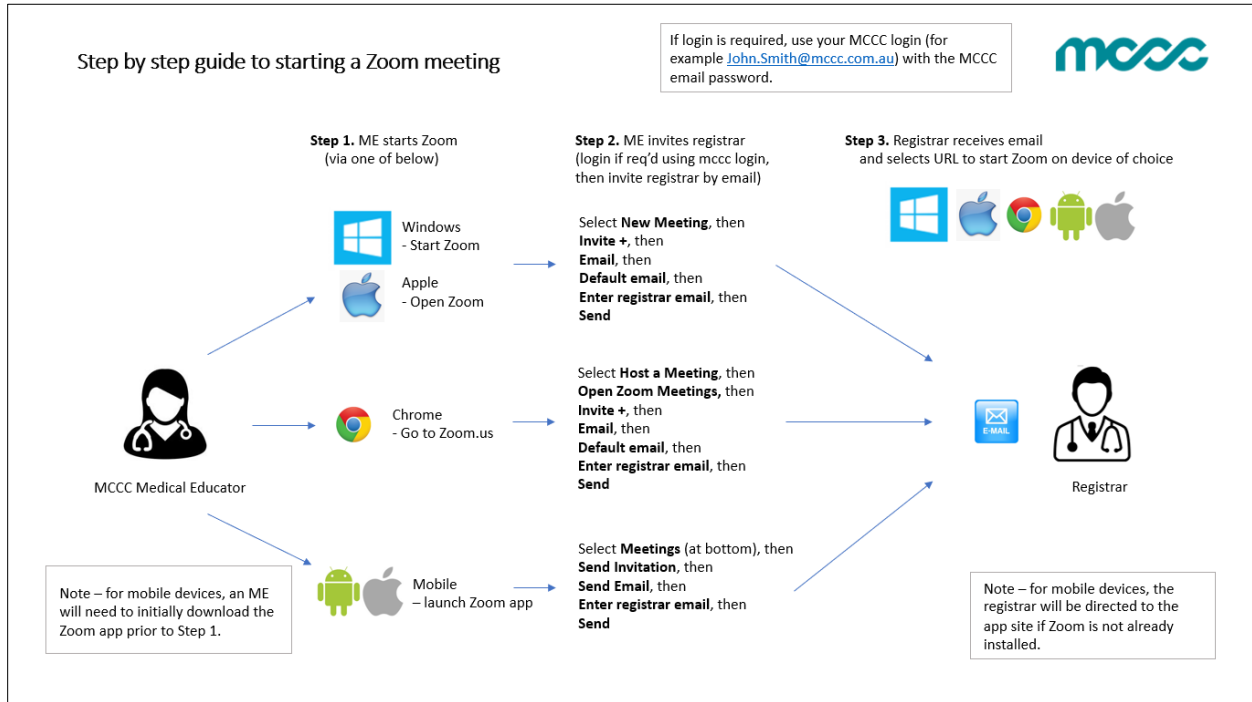 Step by step guide to starting a Zoom meeting
If login is required, use your MCCC login (for
example John.Smith@mccc.com.au) with the MCCC
email password.
mccc
Step 1. ME starts Zoom
(via one of below)
Step 2. ME invites registrar
(login if req'd using mccc login,
then invite registrar by email)
Step 3. Registrar receives email
and selects URL to start Zoom on device of choice
Windows
- Start Zoom
Apple
- Open Zoom
Select New Meeting, then
Invite +, then
Email, then
Default email, then
Enter registrar email, then
Send
MCCC Medical Educator
Chrome
- Go to Zoom.us
Select Host a Meeting, then
Open Zoom Meetings, then
Invite +, then
Email, then
Default email, then
Enter registrar email, then
Send
E-MAIL
Registrar
Mobile
– launch Zoom app
Select Meetings (at bottom), then
Send Invitation, then
Send Email, then
Enter registrar email, then
Send
Note – for mobile devices, an ME
will need to initially download the
Zoom app prior to Step 1.
Note – for mobile devices, the
registrar will be directed to the
app site if Zoom is not already
installed.